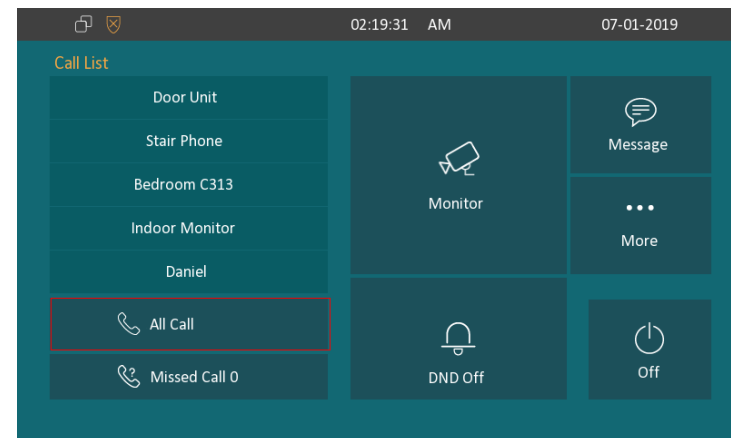 02:19:31 AM 07-01-2019
Call List
Door Unit
Stair Phone
Bedroom C313
Indoor Monitor
Daniel
All Call
Missed Call 0
Monitor
DND Off
Message
More
Off